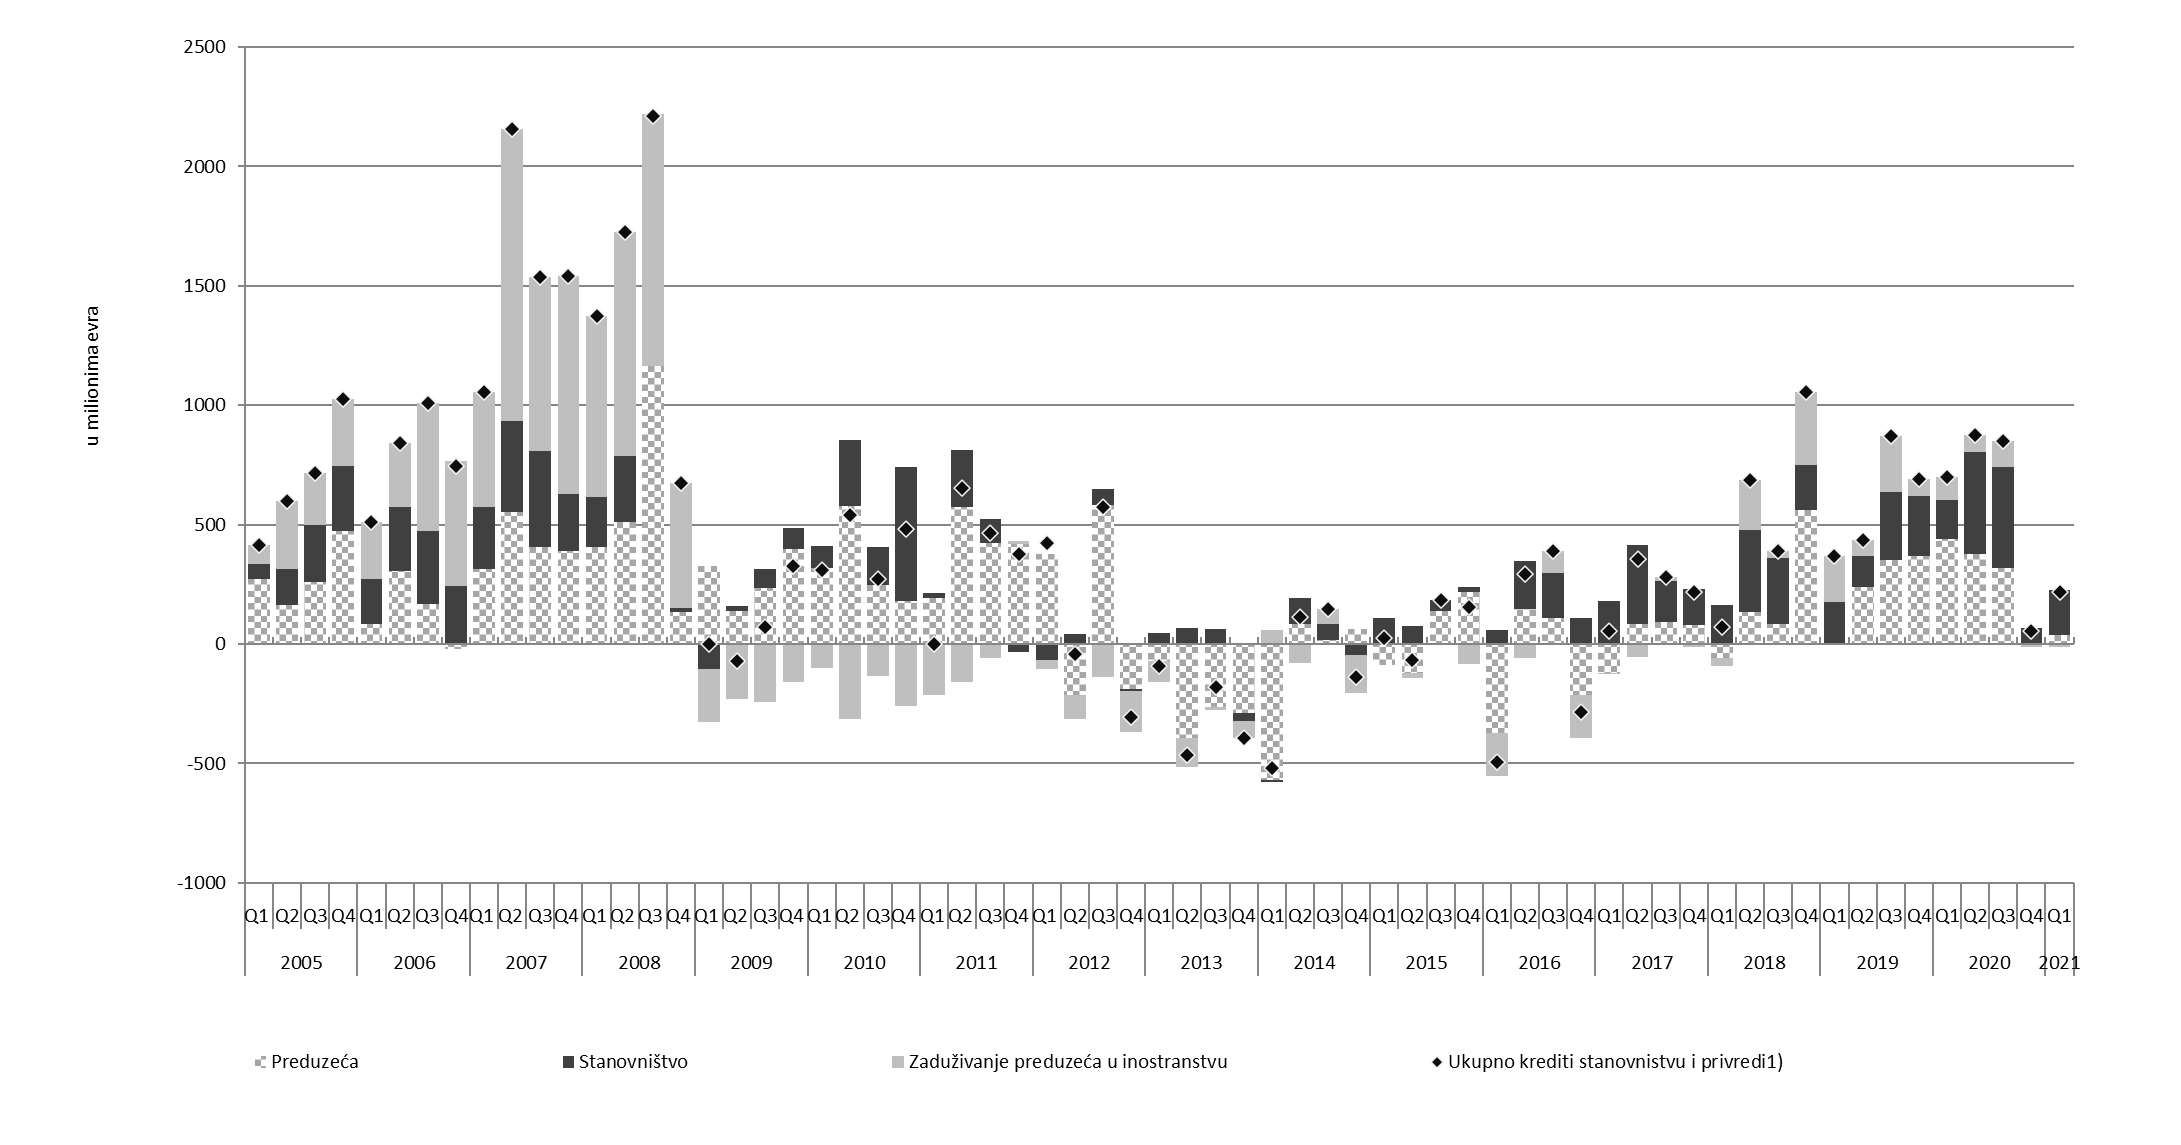 2500
2000
1500
1000
500
0
-500
-1000
u milionima evra
Q1 Q2 Q3 Q4 Q1 Q2 Q3 Q4 Q1 Q2 Q3 Q4 Q1 Q2 Q3 Q4 Q1 Q2 Q3 Q4 Q1 Q2 Q3 Q4 Q1 Q2 Q3 Q4 Q1 Q2 Q3 Q4 Q1 Q2 Q3 Q4 Q1 Q2 Q3 Q4 Q1 Q2 Q3 Q4 Q1 Q2 Q3 Q4 Q1 Q2 Q3 Q4 Q1 Q2 Q3 Q4 Q1 Q2 Q3 Q4 Q1 Q2 Q3 Q4 Q1
2005 2006 2007 2008 2009 2010 2011 2012 2013 2014 2015 2016 2017 2018 2019 2020 2021
Preduzeća Stanovništvo Zaduživanje preduzeća u inostranstvu Ukupno krediti stanovnistvu i privredi1)